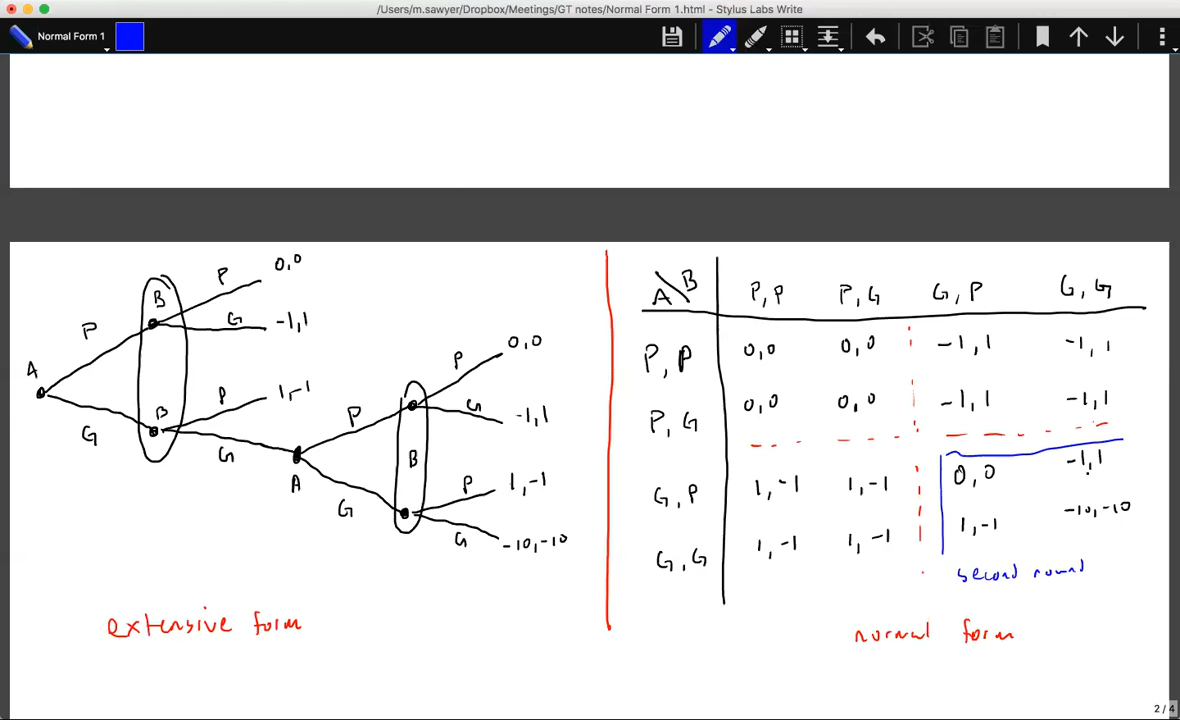 /Users/m.sawyer/Dropbox/Meetings/GT notes/Normal Form 1.html - Stylus Labs Write
Normal Form 1
P 0,0
B
G -1,1
P
A
B P 1,-1
G
G
A
P
P 0,0
G -1,1
B
G
P 1,-1
G -10,-10
extensive form
A \ B P,P P,G G,P G,G
P,P 0,0 0,0 -1,1 -1,1
P,G 0,0 0,0 -1,1 -1,1
G,P 1,-1 1,-1 0,0 -1,1
G,G 1,-1 1,-1 1,-1 -10,-10
second round
normal form
2 / 4